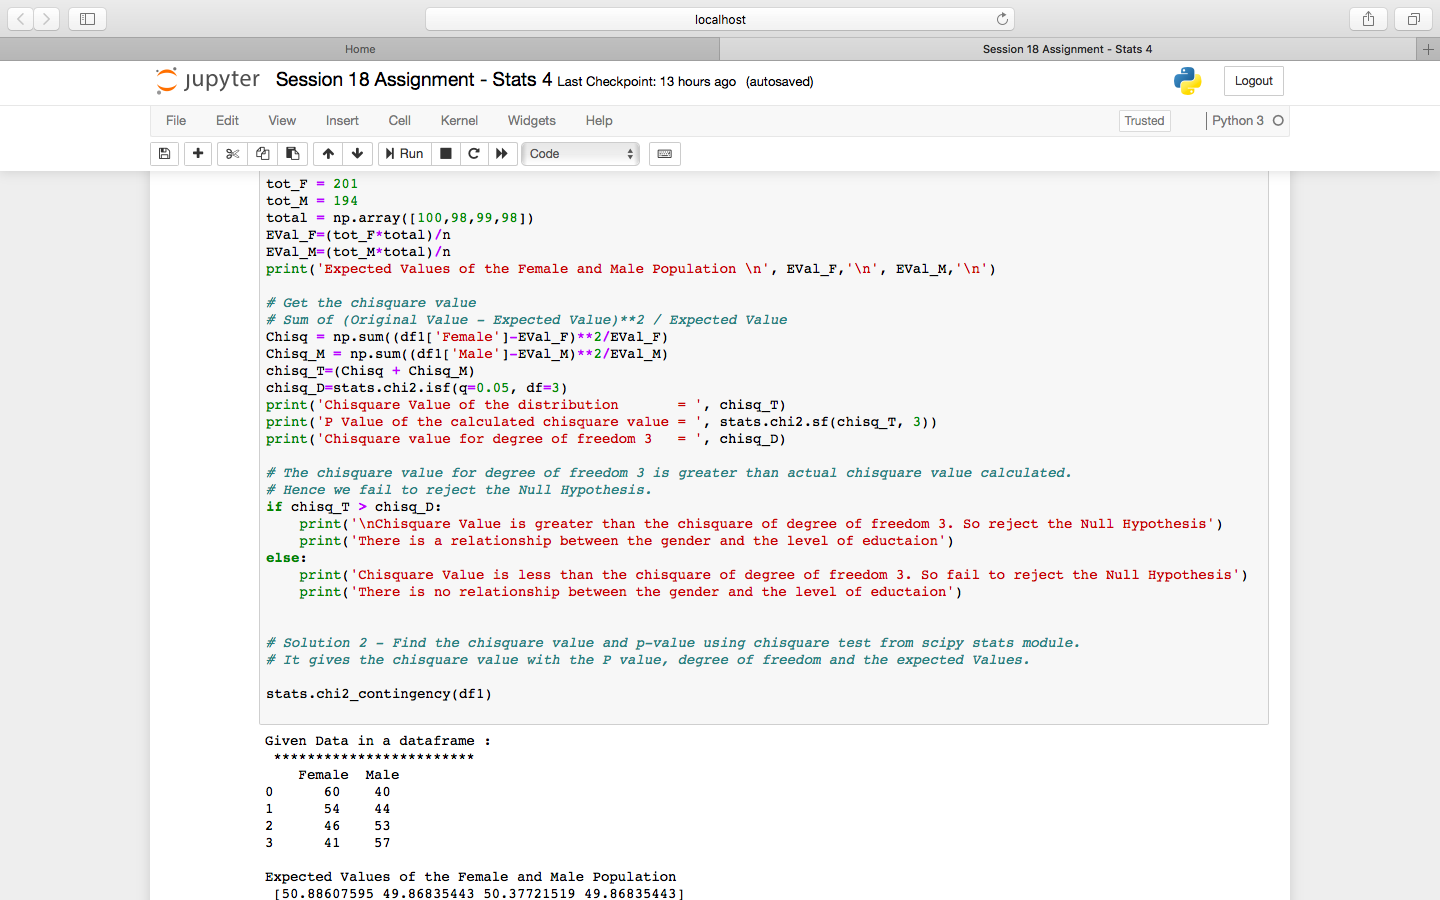 localhost
Home
Session 18 Assignment - Stats 4
jupyter Session 18 Assignment - Stats 4 Last Checkpoint: 13 hours ago (autosaved)
Logout
File Edit View Insert Cell Kernel Widgets Help
Trusted Python 3
Run Code
tot_F = 201
tot_M = 194
total = np.array([100,98,99,98])
EVal_F=(tot_F*total)/n
EVal_M=(tot_M*total)/n
print('Expected Values of the Female and Male Population \n', EVal_F,'\n', EVal_M,'\n')
# Get the chisquare value
# Sum of (Original Value - Expected Value)**2 / Expected Value
Chisq = np.sum((df1['Female']-EVal_F)**2/EVal_F)
Chisq_M = np.sum((df1['Male']-EVal_M)**2/EVal_M)
chisq_T=(Chisq + Chisq_M)
chisq_D=stats.chi2.isf(q=0.05, df=3)
print('Chisquare Value of the distribution       = ', chisq_T)
print('P Value of the calculated chisquare value = ', stats.chi2.sf(chisq_T, 3))
print('Chisquare value for degree of freedom 3   = ', chisq_D)
# The chisquare value for degree of freedom 3 is greater than actual chisquare value calculated.
# Hence we fail to reject the Null Hypothesis.
if chisq_T > chisq_D:
    print('\nChisquare Value is greater than the chisquare of degree of freedom 3. So reject the Null Hypothesis')
    print('There is a relationship between the gender and the level of eductaion')
else:
    print('Chisquare Value is less than the chisquare of degree of freedom 3. So fail to reject the Null Hypothesis')
    print('There is no relationship between the gender and the level of eductaion')
# Solution 2 - Find the chisquare value and p-value using chisquare test from scipy stats module.
# It gives the chisquare value with the P value, degree of freedom and the expected Values.
stats.chi2_contingency(df1)
Given Data in a dataframe :
************************
Female Male
0 60 40
1 54 44
2 46 53
3 41 57
Expected Values of the Female and Male Population
[50.88607595 49.86835443 50.37721519 49.86835443]